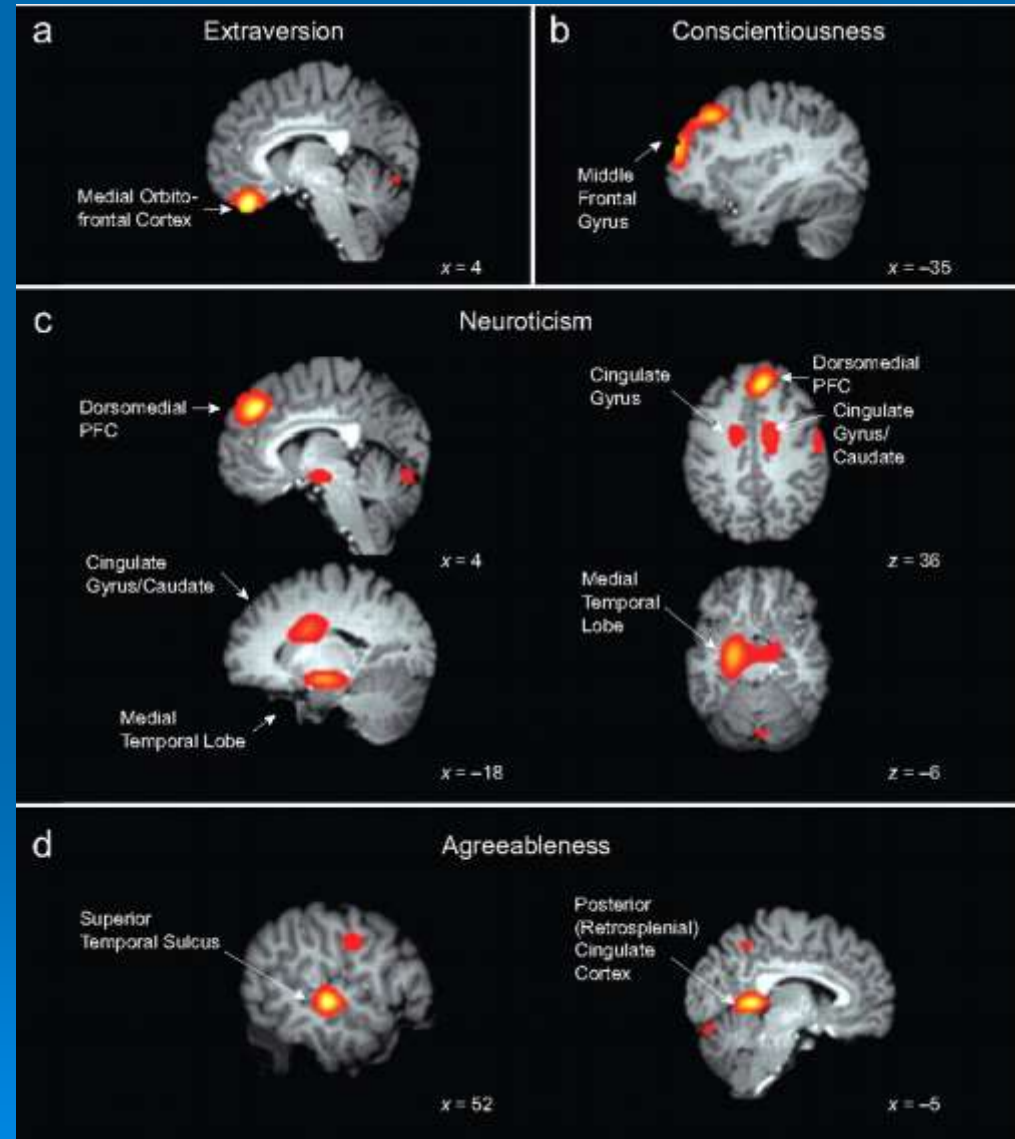 a
Extraversion
Medial Orbito-
frontal Cortex
x = 4
b
Conscientiousness
Middle
Frontal
Gyrus
x = –35
c
Neuroticism
Dorsomedial
PFC
x = 4
Cingulate
Gyrus
Dorsomedial
PFC
Cingulate
Gyrus/
Caudate
z = 36
Cingulate
Gyrus/Caudate
Medial
Temporal Lobe
x = –18
Medial
Temporal
Lobe
z = –6
d
Agreeableness
Superior
Temporal Sulcus
x = 52
Posterior
(Retrosplenial)
Cingulate
Cortex
x = –5